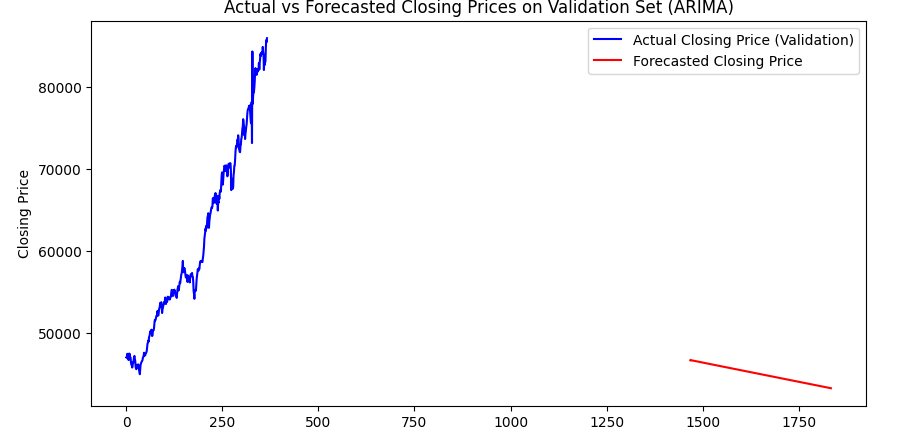 Actual vs Forecasted Closing Prices on Validation Set (ARIMA)
Actual Closing Price (Validation)
Forecasted Closing Price
Closing Price
80000
70000
60000
50000
0 250 500 750 1000 1250 1500 1750